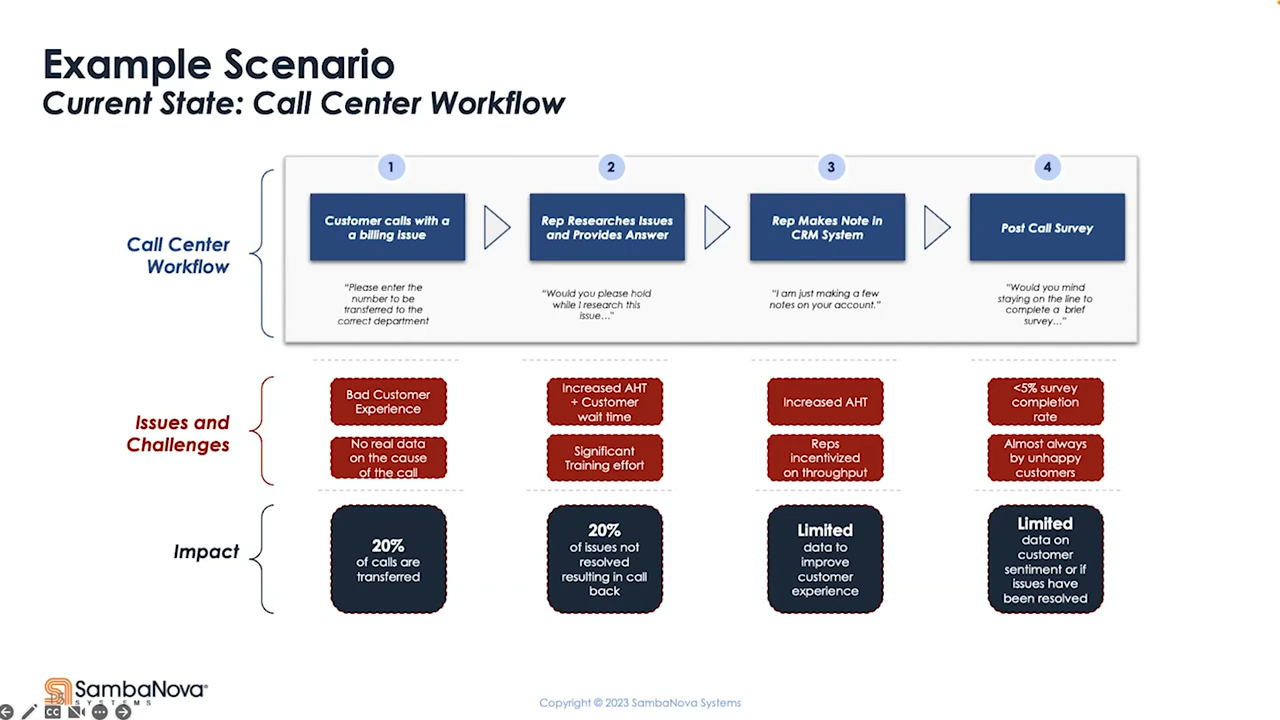 Example Scenario
Current State: Call Center Workflow
1
2
3
4
Call Center
Workflow
Customer calls with a
a billing issue
Rep Researches Issues
and Provides Answer
Rep Makes Note in
CRM System
Post Call Survey
“Please enter the
number to be
transferred to the
correct department
“Would you please hold
while I research this
issue…”
“I am just making a few
notes on your account.”
“Would you mind
staying on the line to
complete a brief
survey…”
Issues and
Challenges
Bad Customer
Experience
Increased AHT
+ Customer
wait time
Increased AHT
<5% survey
completion
rate
No real data
on the cause
of the call
Significant
Training effort
Reps
incentivized
on throughput
Almost always
by unhappy
customers
Impact
20%
of calls are
transferred
20%
of issues not
resolved
resulting in call
back
Limited
data to
improve
customer
experience
Limited
data on
customer
sentiment or if
issues have
been resolved
SambaNova
SYSTEMS
Copyright © 2023 SambaNova Systems